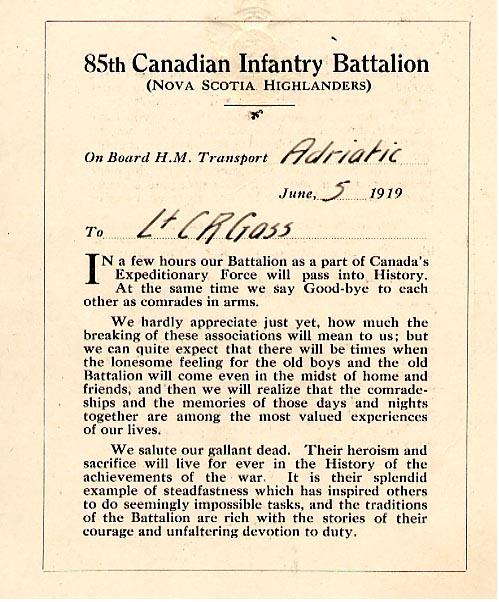 85th Canadian Infantry Battalion
(NOVA SCOTIA HIGHLANDERS)
On Board H.M. Transport Adriatic
June, 5 1919
To Lt C R Gass
IN a few hours our Battalion as a part of Canada's
Expeditionary Force will pass into History.
At the same time we say Good-bye to each
other as comrades in arms.
We hardly appreciate just yet, how much the
breaking of these associations will mean to us; but
we can quite expect that there will be times when
the lonesome feeling for the old boys and the old
Battalion will come even in the midst of home and
friends, and then we will realize that the comrade-
ships and the memories of those days and nights
together are among the most valued experiences
of our lives.
We salute our gallant dead. Their heroism and
sacrifice will live for ever in the History of the
achievements of the war. It is their splendid
example of steadfastness which has inspired others
to do seemingly impossible tasks, and the traditions
of the Battalion are rich with the stories of their
courage and unfaltering devotion to duty.